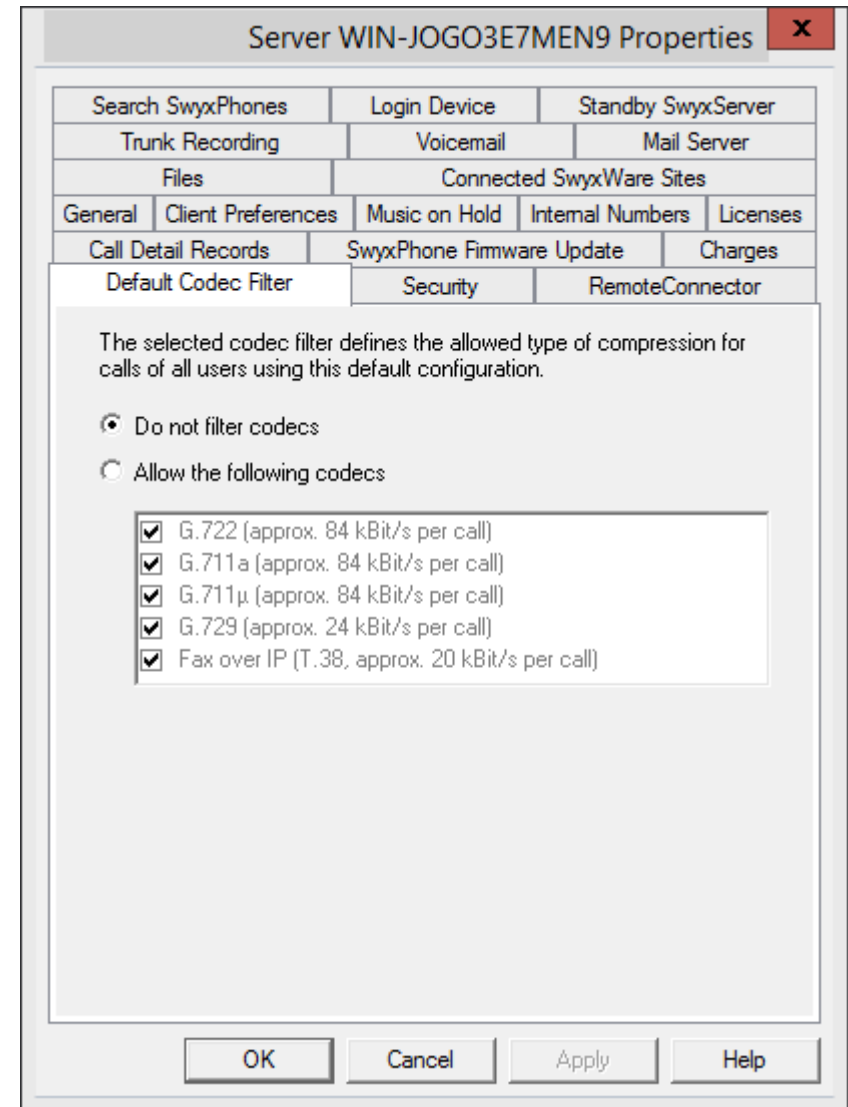 Server WIN-JOGO3E7MEN9 Properties
x
Search SwyxPhones Login Device Standby SwyxServer
Trunk Recording Voicemail Mail Server
Files Connected SwyxWare Sites
General Client Preferences Music on Hold Internal Numbers Licenses
Call Detail Records SwyxPhone Firmware Update Charges
Default Codec Filter Security RemoteConnector
The selected codec filter defines the allowed type of compression for
calls of all users using this default configuration.
Do not filter codecs
Allow the following codecs
G.722 (approx. 84 kBit/s per call)
G.711a (approx. 84 kBit/s per call)
G.711µ (approx. 84 kBit/s per call)
G.729 (approx. 24 kBit/s per call)
Fax over IP (T.38, approx. 20 kBit/s per call)
OK Cancel Apply Help